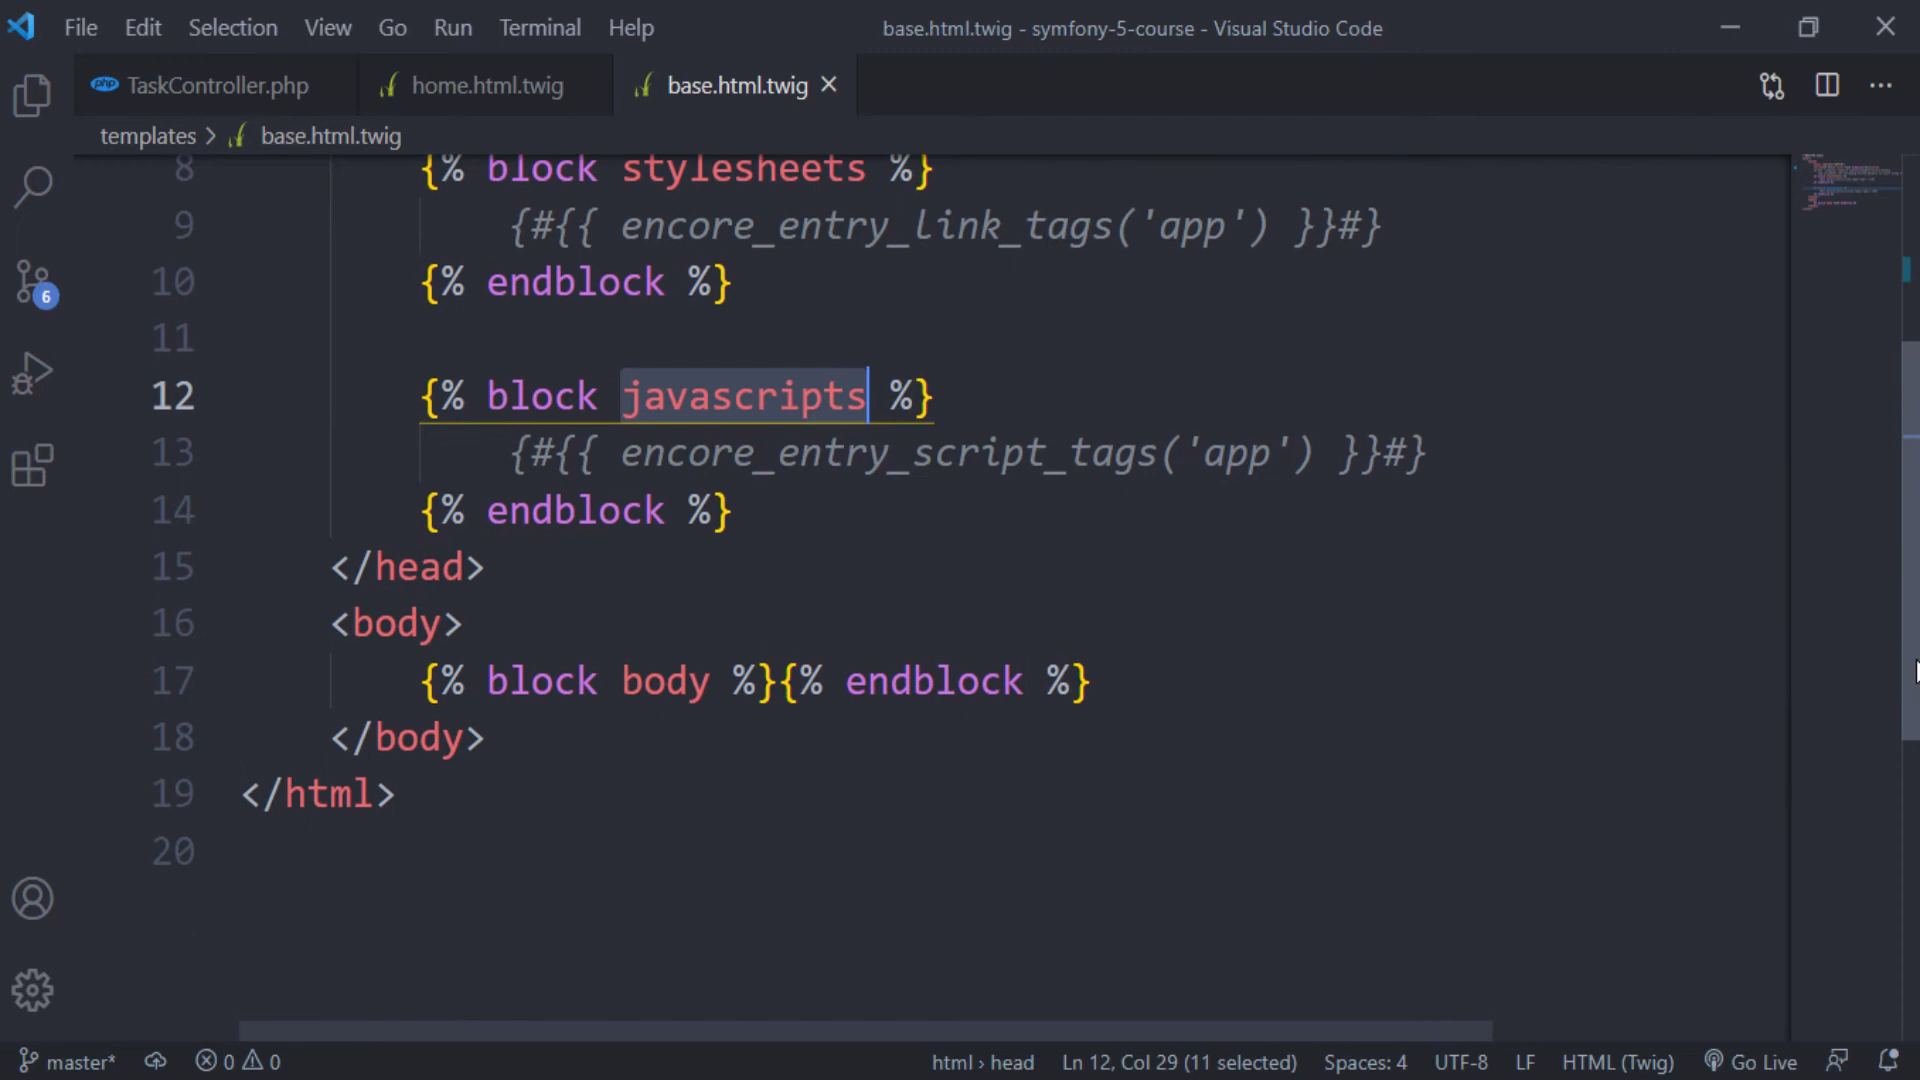 File Edit Selection View Go Run Terminal Help base.html.twig - symfony-5-course - Visual Studio Code
php TaskController.php home.html.twig base.html.twig
templates > base.html.twig
8 {% block stylesheets %}
9 {#{{ encore_entry_link_tags('app') }}#}
10 {% endblock %}
11
12 {% block javascripts %}
13 {#{{ encore_entry_script_tags('app') }}#}
14 {% endblock %}
15 </head>
16 <body>
17 {% block body %}{% endblock %}
18 </body>
19 </html>
20
6
master* 0 0 html › head Ln 12, Col 29 (11 selected) Spaces: 4 UTF-8 LF HTML (Twig) Go Live